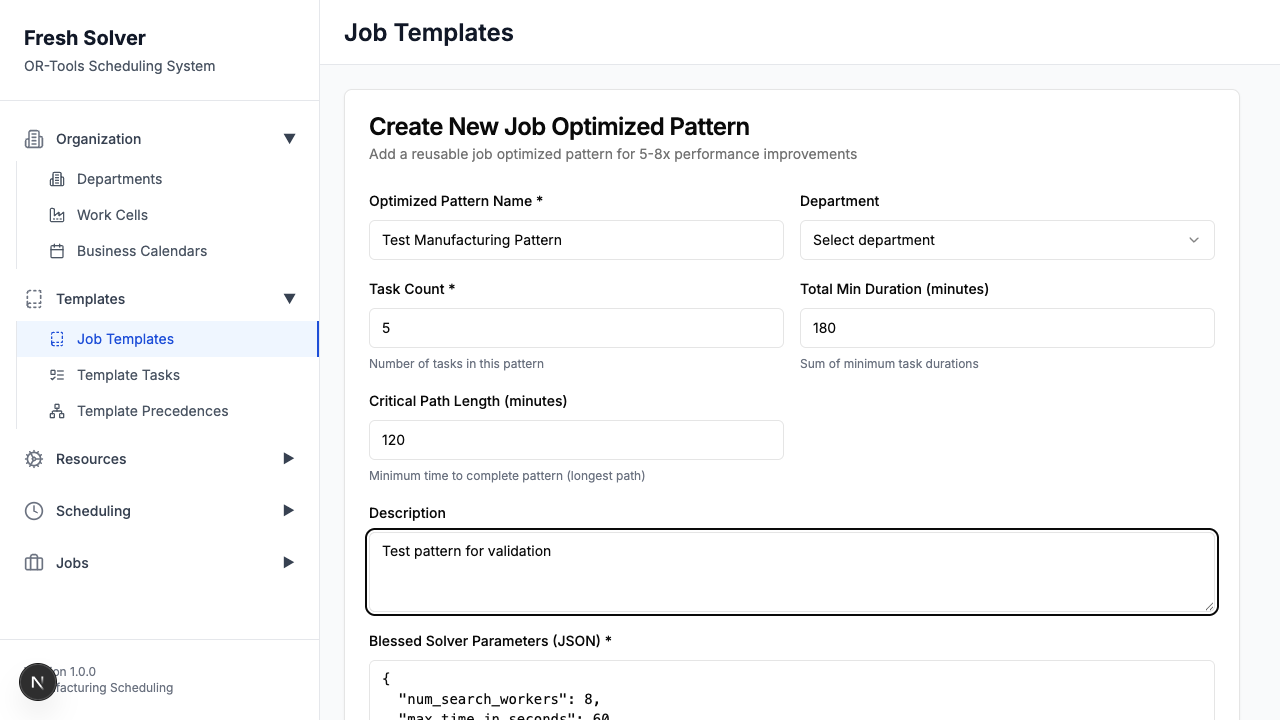 Fresh Solver
OR-Tools Scheduling System
Organization
Departments
Work Cells
Business Calendars
Templates
Job Templates
Template Tasks
Template Precedences
Resources
Scheduling
Jobs
on 1.0.0
facturing Scheduling
N
Job Templates
Create New Job Optimized Pattern
Add a reusable job optimized pattern for 5-8x performance improvements
Optimized Pattern Name *
Test Manufacturing Pattern
Department
Select department
Task Count *
5
Number of tasks in this pattern
Total Min Duration (minutes)
180
Sum of minimum task durations
Critical Path Length (minutes)
120
Minimum time to complete pattern (longest path)
Description
Test pattern for validation
Blessed Solver Parameters (JSON) *
{
"num_search_workers": 8,
"max_time_in_seconds": 60